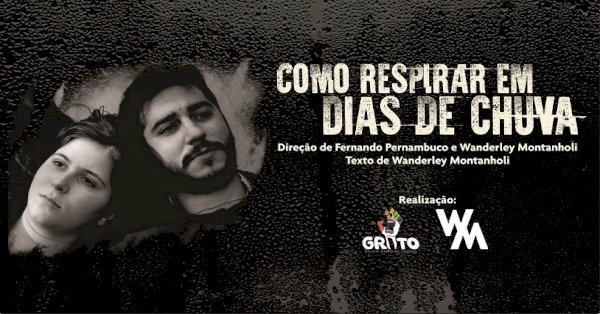 COMO RESPIRAR EM
DIAS DE CHUVA
Direção de Fernando Pernambuco e Wanderley Montanholi
Texto de Wanderley Montanholi
Realização:
GRITO
WM